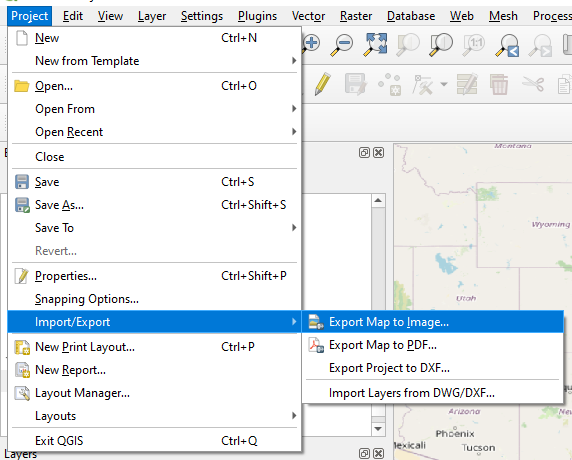 Project Edit View Layer Settings Plugins Vector Raster Database Web Mesh Process
New Ctrl+N
New from Template
Open... Ctrl+O
Open From
Open Recent
Close
Save Ctrl+S
Save As... Ctrl+Shift+S
Save To
Revert...
Properties... Ctrl+Shift+P
Snapping Options...
Import/Export
New Print Layout... Ctrl+P
New Report...
Layout Manager...
Layouts
Exit QGIS Ctrl+Q
Export Map to Image...
Export Map to PDF...
Export Project to DXF...
Import Layers from DWG/DXF...
1:1
Montana
Wyoming
Utah
Arizona
Phoenix
Mexicali
Tucson
Layers